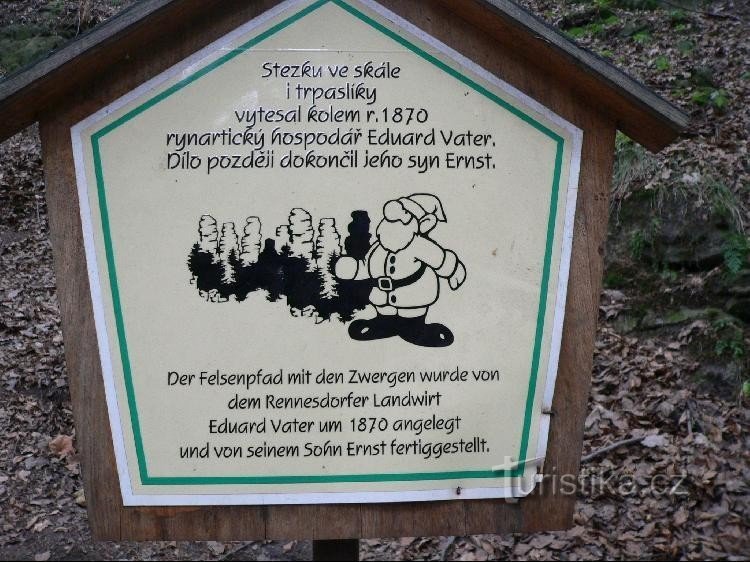 Stezku ve skále
i trpaslíky
vytesal kolem r.1870
rynartický hospodář Eduard Vater.
Dílo později dokončil jeho syn Ernst.
Der Felsenpfad mit den Zwergen wurde von
dem Rennesdorfer Landwirt
Eduard Vater um 1870 angelegt
und von seinem Sohn Ernst fertiggestellt.
turistika.cz